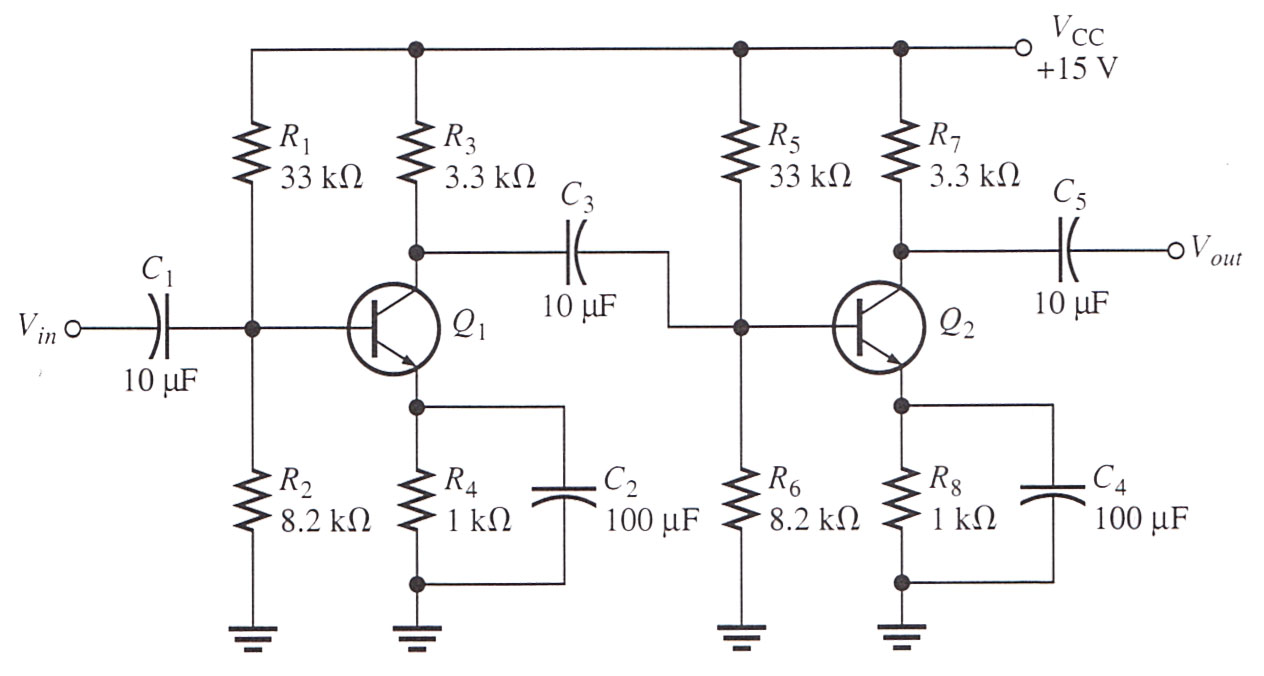 V_CC
+15 V
R_1
33 kΩ
R_3
3.3 kΩ
R_5
33 kΩ
R_7
3.3 kΩ
C_3
10 μF
C_5
10 μF
V_out
C_1
10 μF
V_in
Q_1
Q_2
R_2
8.2 kΩ
R_4
1 kΩ
C_2
100 μF
R_6
8.2 kΩ
R_8
1 kΩ
C_4
100 μF